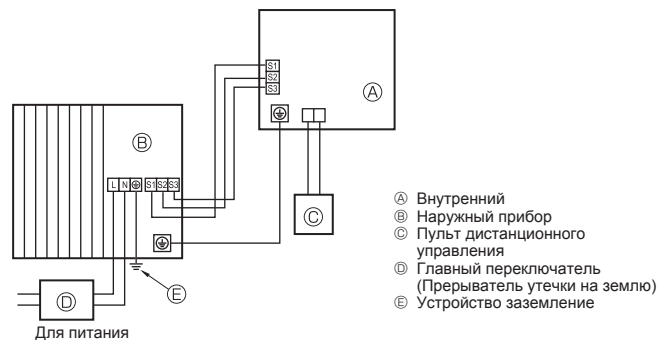 S1
S2
S3
Ⓐ
Ⓑ
L N S1 S2 S3
Ⓒ
Ⓓ
Ⓔ
Для питания
Ⓐ Внутренний
Ⓑ Наружный прибор
Ⓒ Пульт дистанционного
управления
Ⓓ Главный переключатель
(Прерыватель утечки на землю)
Ⓔ Устройство заземление